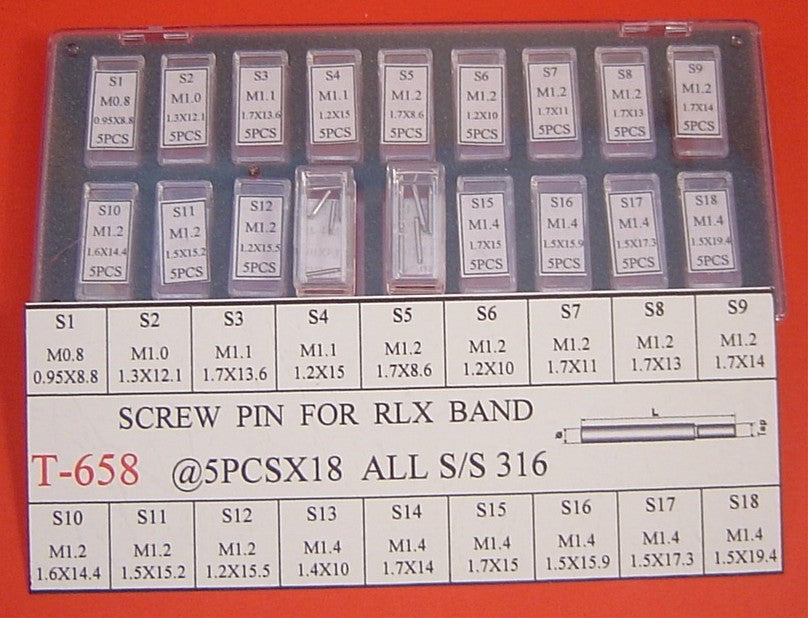 S1 S2 S3 S4 S5 S6 S7 S8 S9
M0.8 M1.0 M1.1 M1.1 M1.2 M1.2 M1.2 M1.2 M1.2
0.95X8.8 1.3X12.1 1.7X13.6 1.2X15 1.7X8.6 1.2X10 1.7X11 1.7X13 1.7X14
5PCS 5PCS 5PCS 5PCS 5PCS 5PCS 5PCS 5PCS 5PCS
S10 S11 S12 S15 S16 S17 S18
M1.2 M1.2 M1.2 M1.4 M1.4 M1.4 M1.4
1.6X14.4 1.5X15.2 1.2X15.5 1.7X15 1.5X15.9 1.5X17.3 1.5X19.4
5PCS 5PCS 5PCS 5PCS 5PCS 5PCS 5PCS
S1 S2 S3 S4 S5 S6 S7 S8 S9
M0.8 M1.0 M1.1 M1.1 M1.2 M1.2 M1.2 M1.2 M1.2
0.95X8.8 1.3X12.1 1.7X13.6 1.2X15 1.7X8.6 1.2X10 1.7X11 1.7X13 1.7X14
SCREW PIN FOR RLX BAND
L
ø Tap
T-658 @5PCSX18 ALL S/S 316
S10 S11 S12 S13 S14 S15 S16 S17 S18
M1.2 M1.2 M1.2 M1.4 M1.4 M1.4 M1.4 M1.4 M1.4
1.6X14.4 1.5X15.2 1.2X15.5 1.4X10 1.7X14 1.7X15 1.5X15.9 1.5X17.3 1.5X19.4